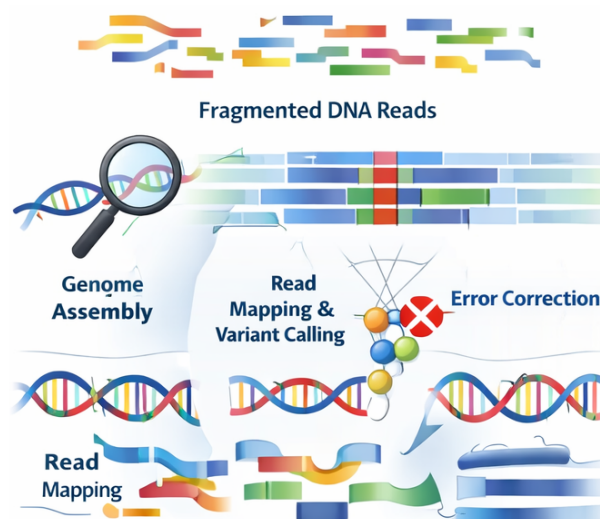 Fragmented DNA Reads
Genome
Assembly
Read
Mapping &
Variant Calling
Error Correction
Read
Mapping